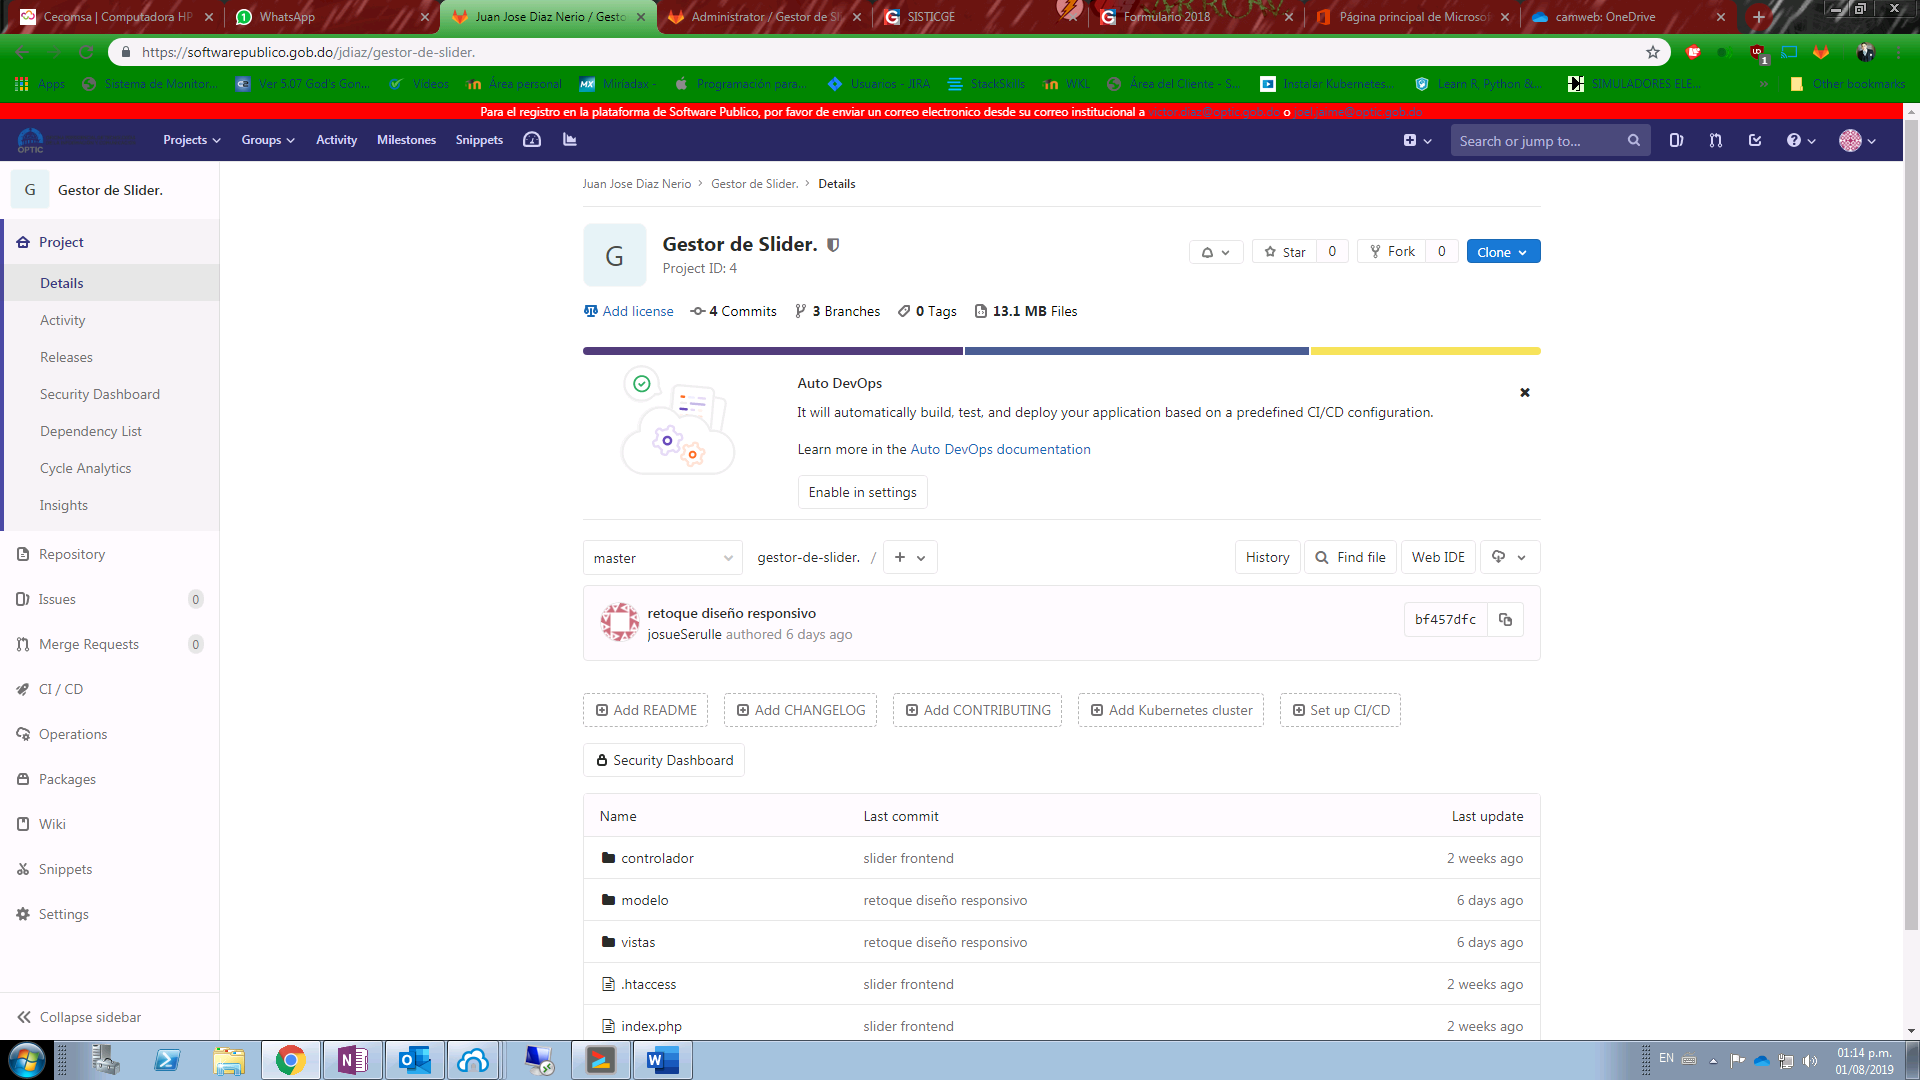 Cecomsa | Computadora HP
WhatsApp
Juan Jose Diaz Nerio / Gesto
Administrator / Gestor de Sli
SISTICGE
Formulario 2018
Página principal de Microsof
camweb: OneDrive
https://softwarepublico.gob.do/jdiaz/gestor-de-slider.
Apps
Sistema de Monitor...
Ver 5.07 God's Gon...
Videos
Area personal
Miríadax -
Programación para...
Usuarios - JIRA
StackSkills
WKL
Área del Cliente - S...
Instalar Kubernetes...
Learn R, Python &...
SIMULADORES ELE...
Other bookmarks
Para el registro en la plataforma de Software Publico, por favor de enviar un correo electronico desde su correo institucional a o
OPTIC
Projects
Groups
Activity
Milestones
Snippets
Search or jump to...
G
Gestor de Slider.
Project
Details
Activity
Releases
Security Dashboard
Dependency List
Cycle Analytics
Insights
Repository
Issues 0
Merge Requests 0
CI / CD
Operations
Packages
Wiki
Snippets
Settings
Collapse sidebar
Juan Jose Diaz Nerio > Gestor de Slider. > Details
G
Gestor de Slider.
Project ID: 4
Star 0
Fork 0
Clone
Add license
4 Commits
3 Branches
0 Tags
13.1 MB Files
Auto DevOps
It will automatically build, test, and deploy your application based on a predefined CI/CD configuration.
Learn more in the Auto DevOps documentation
Enable in settings
master
gestor-de-slider. /
+
History
Find file
Web IDE
retoque diseño responsivo
josueSerulle authored 6 days ago
bf457dfc
Add README
Add CHANGELOG
Add CONTRIBUTING
Add Kubernetes cluster
Set up CI/CD
Security Dashboard
Name Last commit Last update
controlador slider frontend 2 weeks ago
modelo retoque diseño responsivo 6 days ago
vistas retoque diseño responsivo 6 days ago
.htaccess slider frontend 2 weeks ago
index.php slider frontend 2 weeks ago
EN
01:14 p.m.
01/08/2019